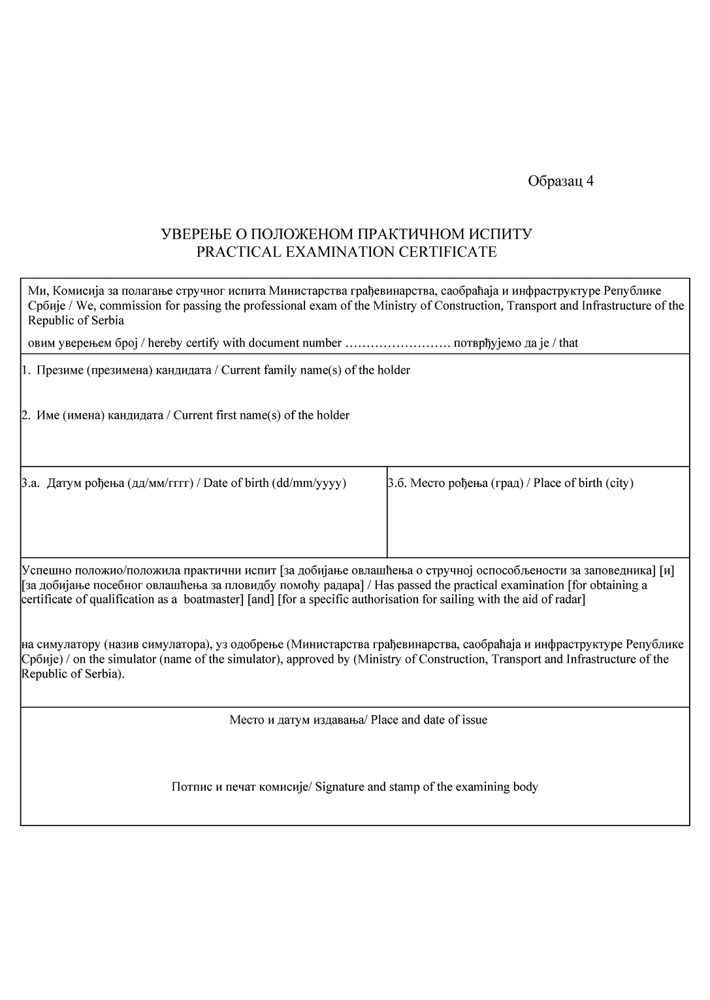 Образац 4
УВЕРЕЊЕ О ПОЛОЖЕНОМ ПРАКТИЧНОМ ИСПИТУ
PRACTICAL EXAMINATION CERTIFICATE
Ми, Комисија за полагање стручног испита Министарства грађевинарства, саобраћаја и инфраструктуре Републике
Србије / We, commission for passing the professional exam of the Ministry of Construction, Transport and Infrastructure of the
Republic of Serbia
овим уверењем број / hereby certify with document number ……………………. потврђујемо да је / that
1. Презиме (презимена) кандидата / Current family name(s) of the holder
2. Име (имена) кандидата / Current first name(s) of the holder
3.а. Датум рођења (дд/мм/гггг) / Date of birth (dd/mm/yyyy)
3.б. Место рођења (град) / Place of birth (city)
Успешно положио/положила практични испит [за добијање овлашћења о стручној оспособљености за заповедника] [и]
[за добијање посебног овлашћења за пловидбу помоћу радара] / Has passed the practical examination [for obtaining a
certificate of qualification as a boatmaster] [and] [for a specific authorisation for sailing with the aid of radar]
на симулатору (назив симулатора), уз одобрење (Министарства грађевинарства, саобраћаја и инфраструктуре Републике
Србије) / on the simulator (name of the simulator), approved by (Ministry of Construction, Transport and Infrastructure of the
Republic of Serbia).
Место и датум издавања/ Place and date of issue
Потпис и печат комисије/ Signature and stamp of the examining body